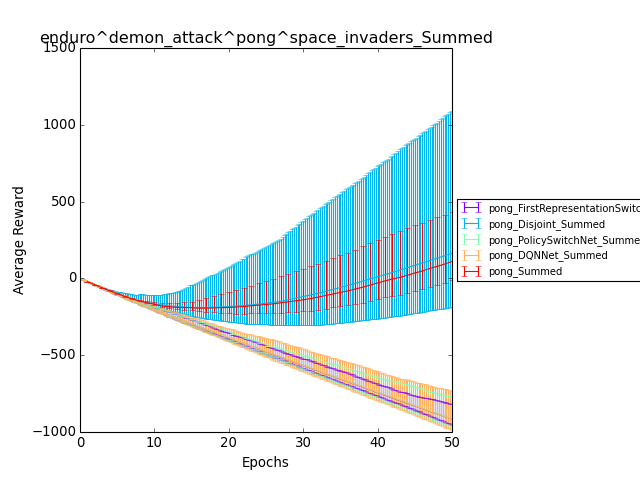 enduro^demon_attack^pong^space_invaders_Summed
1500
1000
500
0
−500
−1000
0
10
20
30
40
50
Average Reward
Epochs
pong_FirstRepresentationSwitc
pong_Disjoint_Summed
pong_PolicySwitchNet_Summe
pong_DQNNet_Summed
pong_Summed